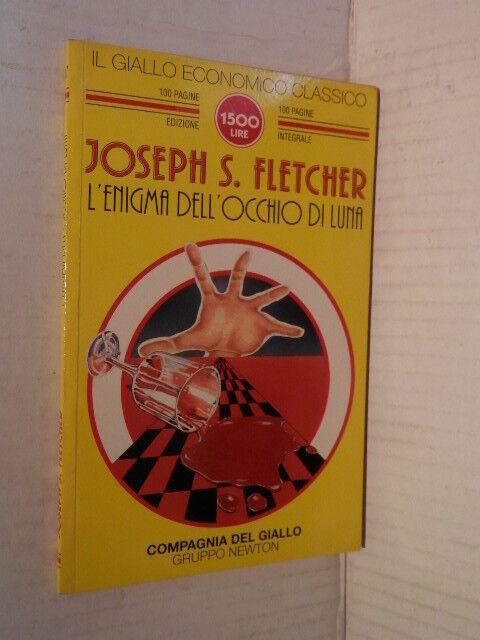 IL GIALLO ECONOMICO CLASSICO
100 PAGINE
EDIZIONE
1500
LIRE
100 PAGINE
INTEGRALE
JOSEPH S. FLETCHER
L'ENIGMA DELL'OCCHIO DI LUNA
COMPAGNIA DEL GIALLO
GRUPPO NEWTON